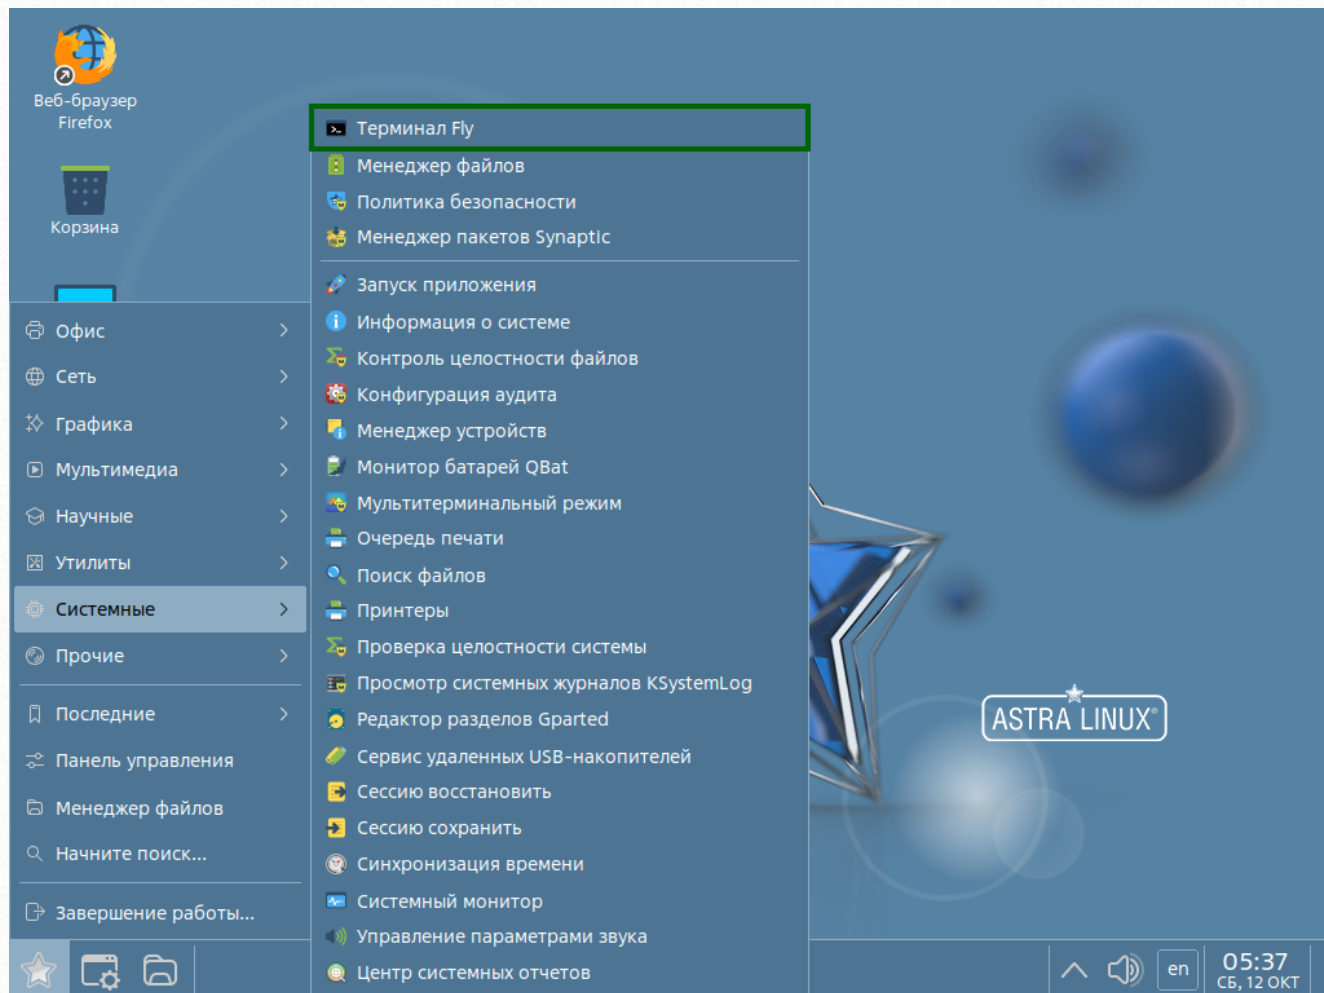 Веб-браузер
Firefox
Корзина
Терминал Fly
Менеджер файлов
Политика безопасности
Менеджер пакетов Synaptic
Запуск приложения
Информация о системе
Контроль целостности файлов
Конфигурация аудита
Менеджер устройств
Монитор батарей QBat
Мультитерминальный режим
Очередь печати
Поиск файлов
Принтеры
Проверка целостности системы
Просмотр системных журналов KSystemLog
Редактор разделов Gparted
Сервис удаленных USB-накопителей
Сессию восстановить
Сессию сохранить
Синхронизация времени
Системный монитор
Управление параметрами звука
Центр системных отчетов
Офис
Сеть
Графика
Мультимедиа
Научные
Утилиты
Системные
Прочие
Последние
Панель управления
Менеджер файлов
Начните поиск...
Завершение работы...
ASTRA LINUX®
en
05:37
СБ, 12 ОКТ